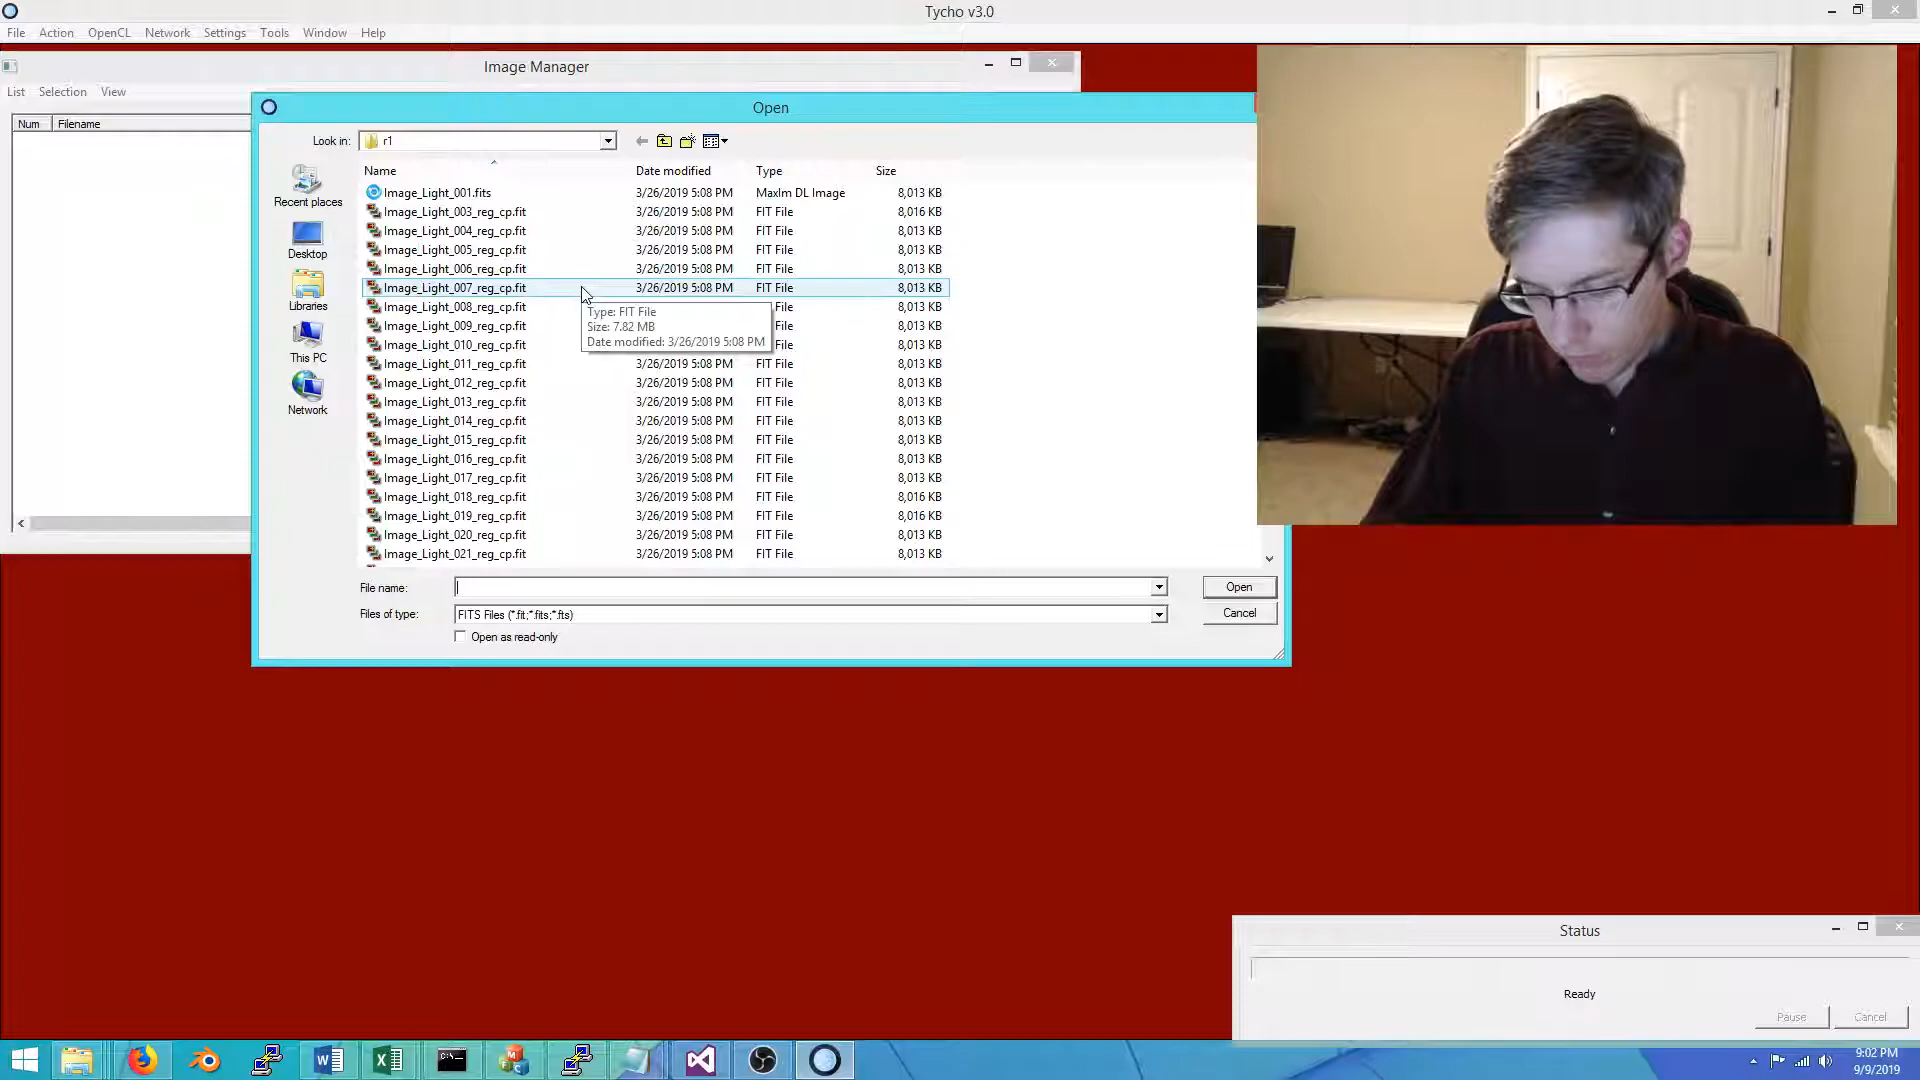 Tycho v3.0
File Action OpenCL Network Settings Tools Window Help
Image Manager
List Selection View
Num Filename
Open
Look in: r1
Recent places
Desktop
Libraries
This PC
Network
Name Date modified Type Size
Image_Light_001.fits 3/26/2019 5:08 PM MaxIm DL Image 8,013 KB
Image_Light_003_reg_cp.fit 3/26/2019 5:08 PM FIT File 8,016 KB
Image_Light_004_reg_cp.fit 3/26/2019 5:08 PM FIT File 8,013 KB
Image_Light_005_reg_cp.fit 3/26/2019 5:08 PM FIT File 8,013 KB
Image_Light_006_reg_cp.fit 3/26/2019 5:08 PM FIT File 8,013 KB
Image_Light_007_reg_cp.fit 3/26/2019 5:08 PM FIT File 8,013 KB
Image_Light_008_reg_cp.fit File 8,013 KB
Type: FIT File
Image_Light_009_reg_cp.fit File 8,013 KB
Size: 7.82 MB
Image_Light_010_reg_cp.fit File 8,013 KB
Date modified: 3/26/2019 5:08 PM
Image_Light_011_reg_cp.fit 3/26/2019 5:08 PM FIT File 8,013 KB
Image_Light_012_reg_cp.fit 3/26/2019 5:08 PM FIT File 8,013 KB
Image_Light_013_reg_cp.fit 3/26/2019 5:08 PM FIT File 8,013 KB
Image_Light_014_reg_cp.fit 3/26/2019 5:08 PM FIT File 8,013 KB
Image_Light_015_reg_cp.fit 3/26/2019 5:08 PM FIT File 8,013 KB
Image_Light_016_reg_cp.fit 3/26/2019 5:08 PM FIT File 8,013 KB
Image_Light_017_reg_cp.fit 3/26/2019 5:08 PM FIT File 8,013 KB
Image_Light_018_reg_cp.fit 3/26/2019 5:08 PM FIT File 8,016 KB
Image_Light_019_reg_cp.fit 3/26/2019 5:08 PM FIT File 8,016 KB
Image_Light_020_reg_cp.fit 3/26/2019 5:08 PM FIT File 8,013 KB
Image_Light_021_reg_cp.fit 3/26/2019 5:08 PM FIT File 8,013 KB
File name: Open
Files of type: FITS Files (*.fit;*.fits;*.fts) Cancel
Open as read-only
Status
Ready
Pause Cancel
9:02 PM
9/9/2019